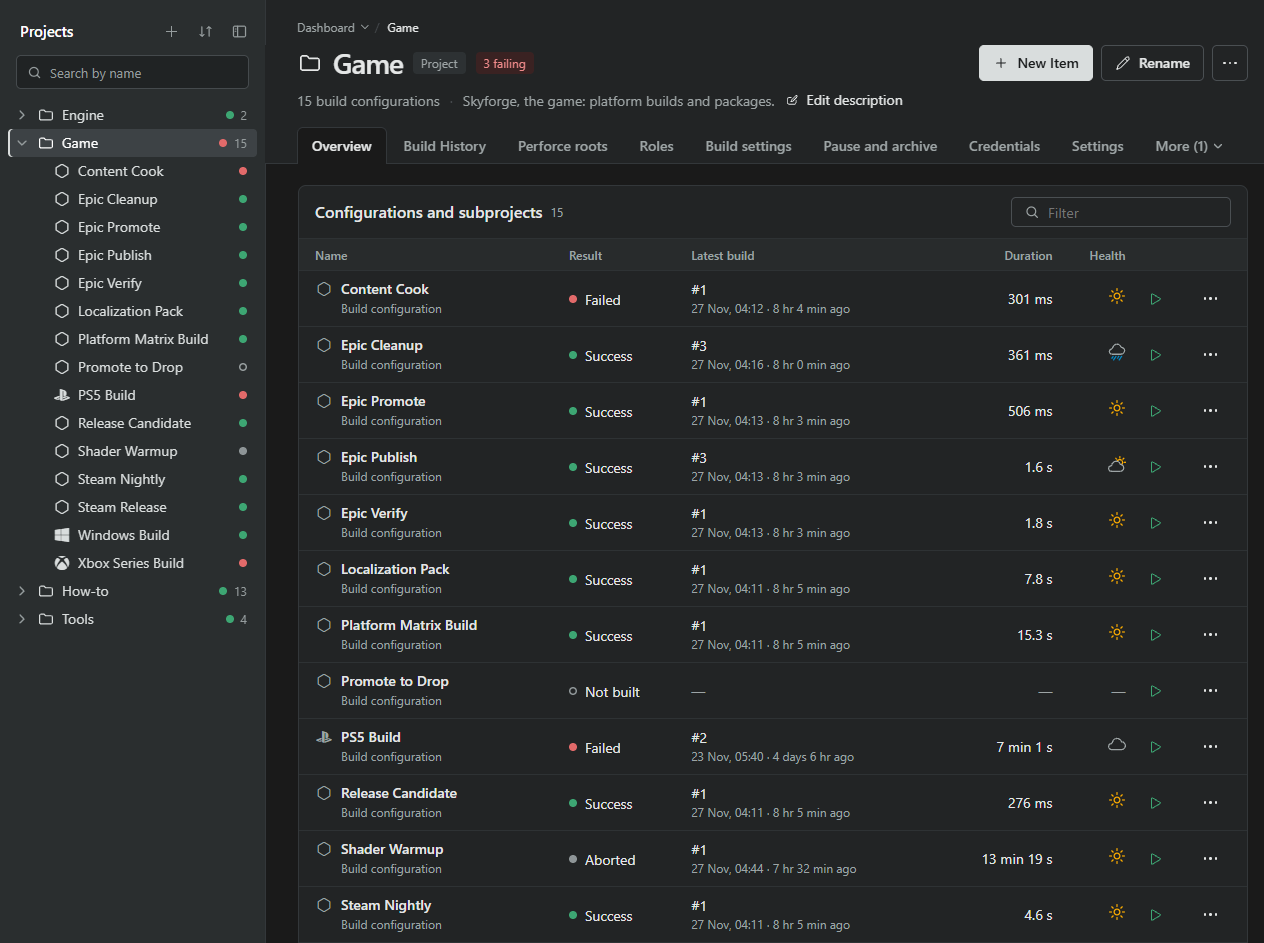 Projects
Search by name
Engine 2
Game 15
Content Cook
Epic Cleanup
Epic Promote
Epic Publish
Epic Verify
Localization Pack
Platform Matrix Build
Promote to Drop
PS5 Build
Release Candidate
Shader Warmup
Steam Nightly
Steam Release
Windows Build
Xbox Series Build
How-to 13
Tools 4
Dashboard / Game
Game Project 3 failing
New Item Rename
15 build configurations · Skyforge, the game: platform builds and packages. Edit description
Overview Build History Perforce roots Roles Build settings Pause and archive Credentials Settings More (1)
Configurations and subprojects 15
Filter
Name Result Latest build Duration Health
Content Cook Failed #1 301 ms
Build configuration 27 Nov, 04:12 · 8 hr 4 min ago
Epic Cleanup Success #3 361 ms
Build configuration 27 Nov, 04:16 · 8 hr 0 min ago
Epic Promote Success #1 506 ms
Build configuration 27 Nov, 04:13 · 8 hr 3 min ago
Epic Publish Success #3 1.6 s
Build configuration 27 Nov, 04:13 · 8 hr 3 min ago
Epic Verify Success #1 1.8 s
Build configuration 27 Nov, 04:13 · 8 hr 3 min ago
Localization Pack Success #1 7.8 s
Build configuration 27 Nov, 04:11 · 8 hr 5 min ago
Platform Matrix Build Success #1 15.3 s
Build configuration 27 Nov, 04:11 · 8 hr 5 min ago
Promote to Drop Not built — — —
Build configuration
PS5 Build Failed #2 7 min 1 s
Build configuration 23 Nov, 05:40 · 4 days 6 hr ago
Release Candidate Success #1 276 ms
Build configuration 27 Nov, 04:11 · 8 hr 5 min ago
Shader Warmup Aborted #1 13 min 19 s
Build configuration 27 Nov, 04:44 · 7 hr 32 min ago
Steam Nightly Success #1 4.6 s
Build configuration 27 Nov, 04:11 · 8 hr 5 min ago